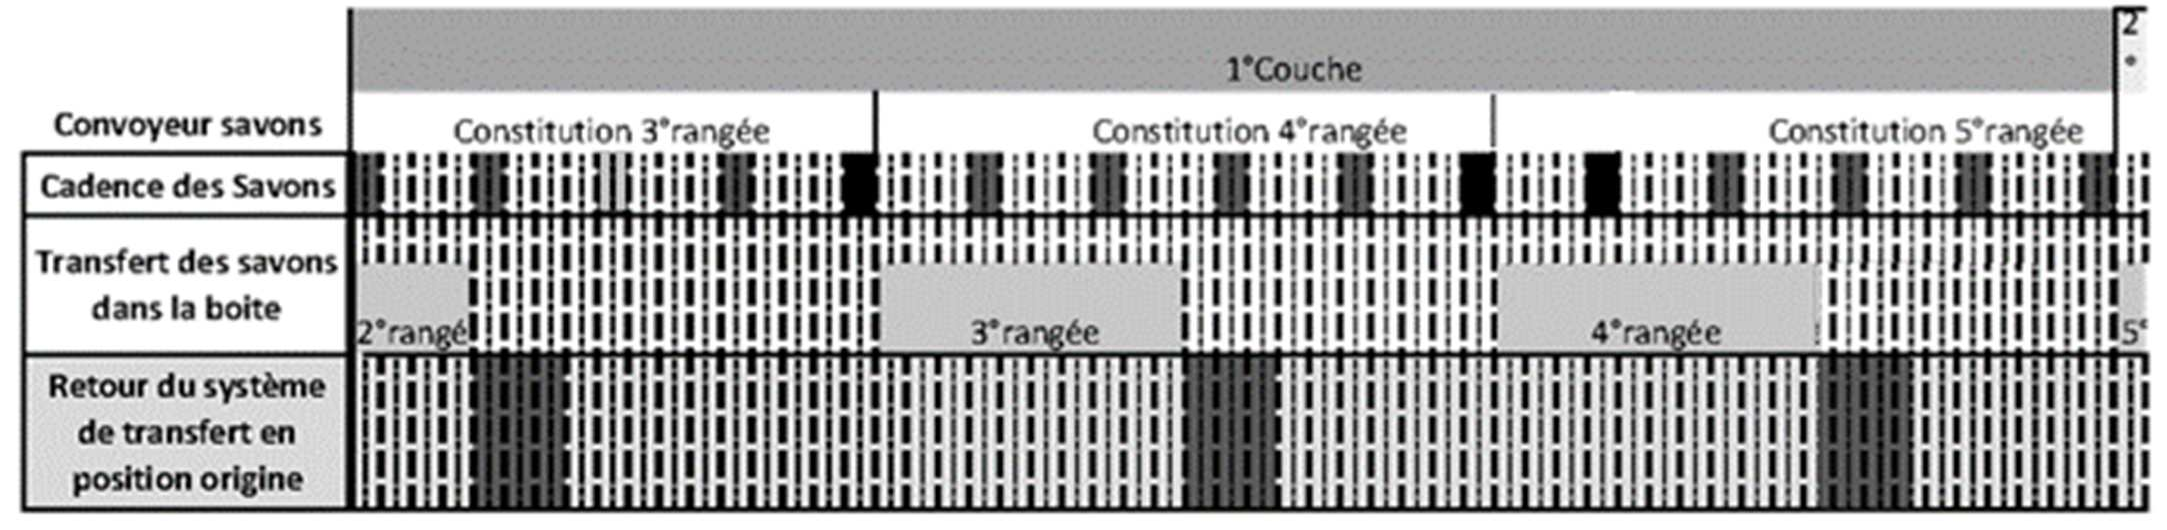 2
°
1°Couche
Convoyeur savons
Constitution 3°rangée
Constitution 4°rangée
Constitution 5°rangée
Cadence des Savons
Transfert des savons
dans la boite
2°rangé
3°rangée
4°rangée
5°
Retour du système
de transfert en
position origine